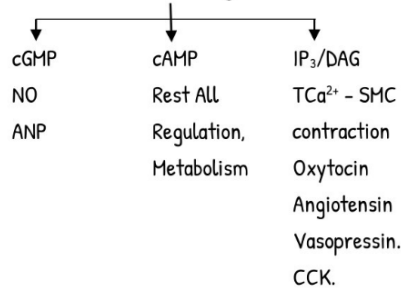 cGMP
NO
ANP
cAMP
Rest All
Regulation,
Metabolism
IP₃/DAG
TCa²⁺ - SMC
contraction
Oxytocin
Angiotensin
Vasopressin.
CCK.